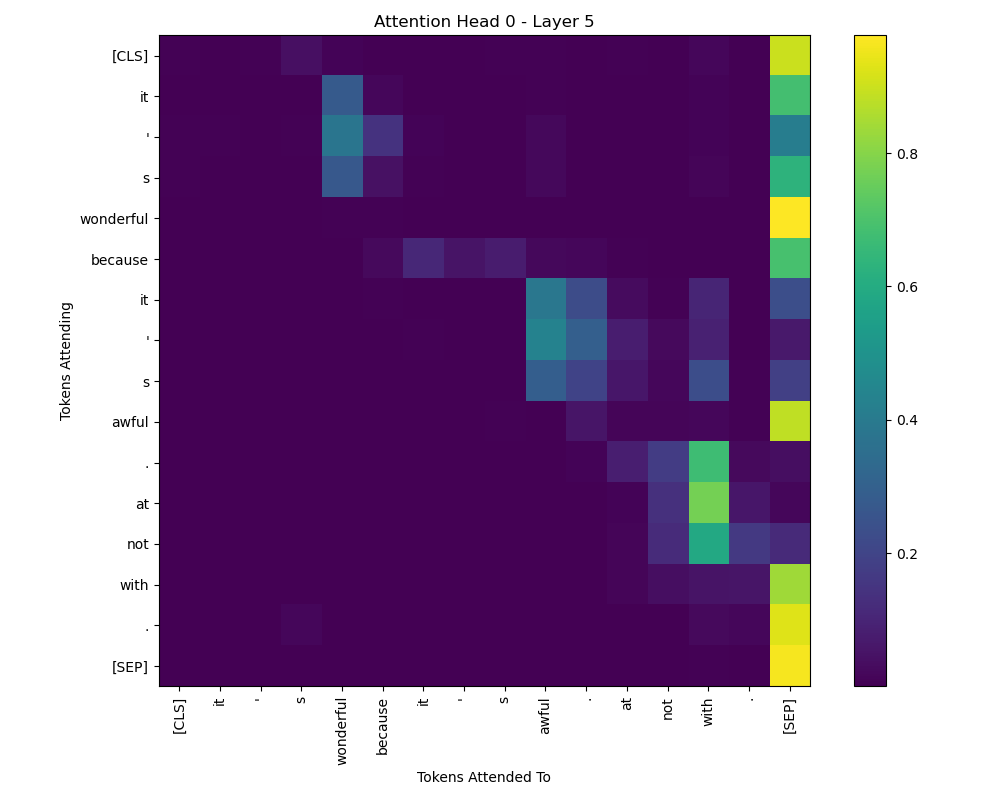 Attention Head 0 - Layer 5
[CLS]
it
'
s
wonderful
because
it
'
s
awful
.
at
not
with
.
[SEP]
Tokens Attending
[CLS]
it
'
s
wonderful
because
it
'
s
awful
.
at
not
with
.
[SEP]
Tokens Attended To
0.8
0.6
0.4
0.2